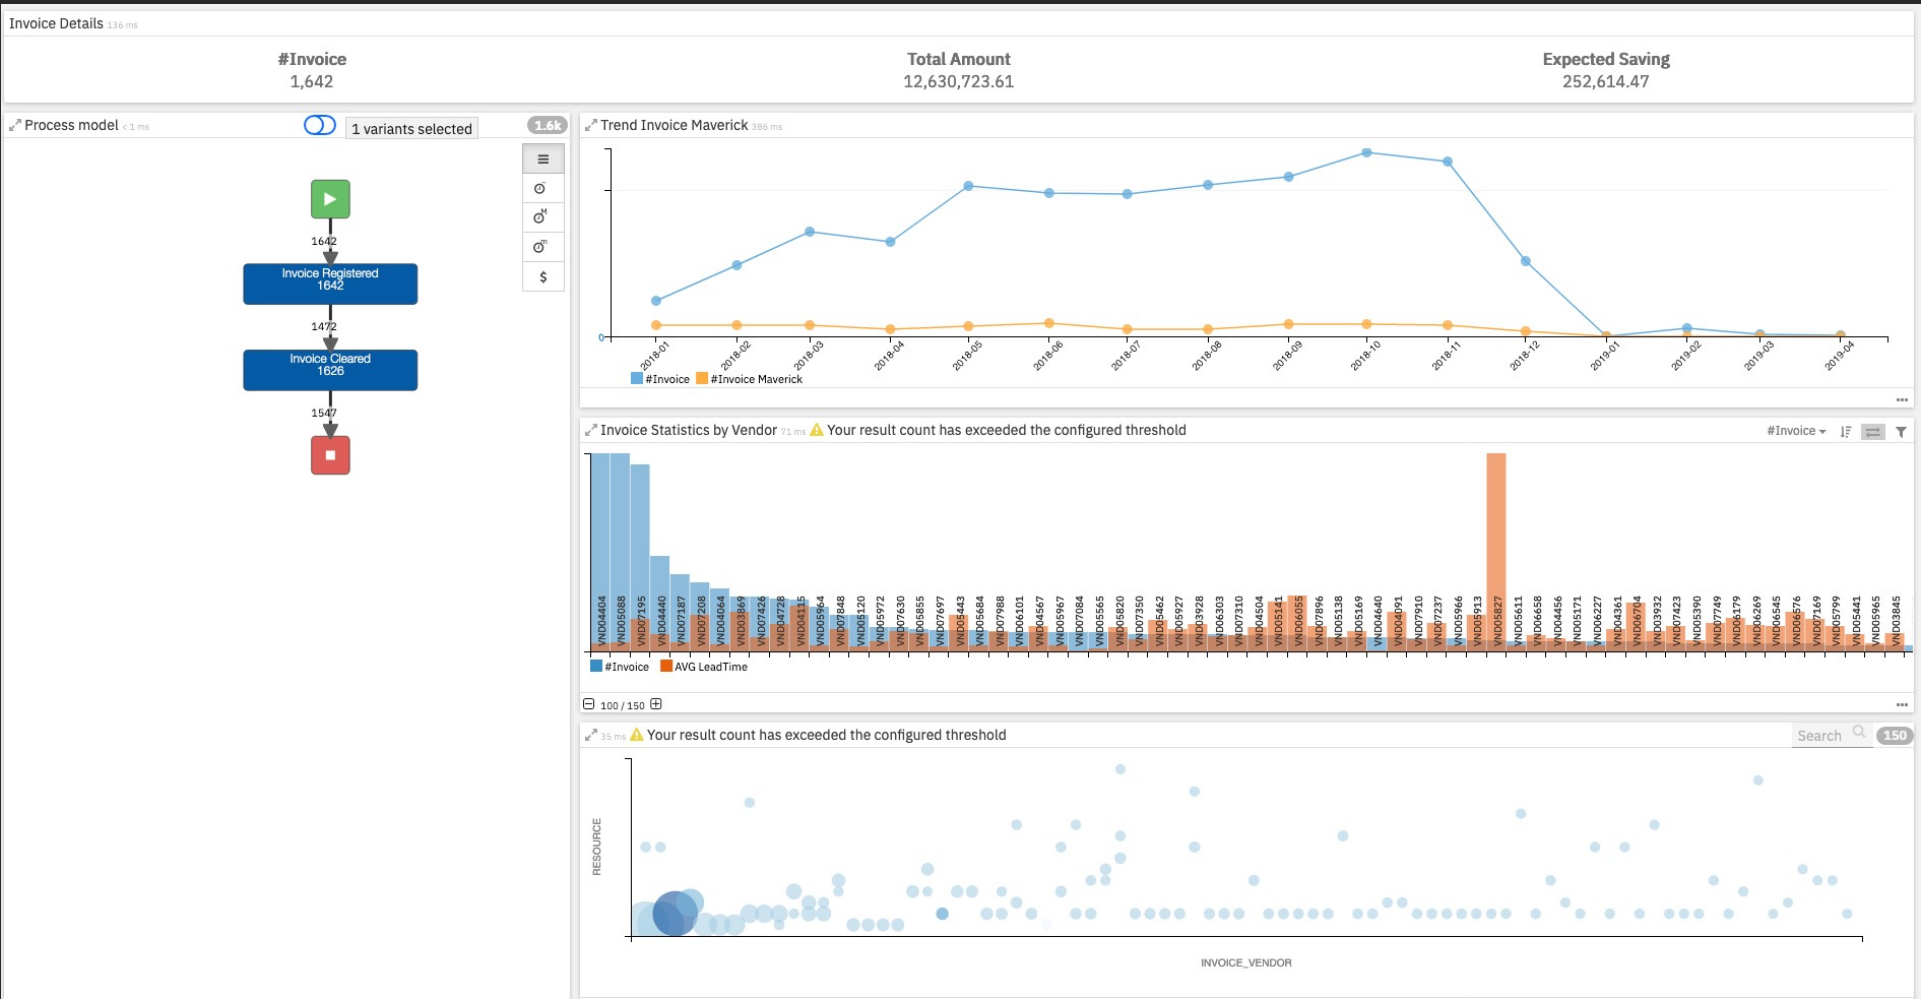 Invoice Details 136 ms
#Invoice
1,642
Total Amount
12,630,723.61
Expected Saving
252,614.47
Process model < 1 ms
1 variants selected
1.6k
1642
Invoice Registered
1642
1472
Invoice Cleared
1626
1547
M
m
$
Trend Invoice Maverick 386 ms
0
2018-01
2018-02
2018-03
2018-04
2018-05
2018-06
2018-07
2018-08
2018-09
2018-10
2018-11
2018-12
2019-01
2019-02
2019-03
2019-04
#Invoice
#Invoice Maverick
Invoice Statistics by Vendor 71 ms Your result count has exceeded the configured threshold
#Invoice
VND04404
VND05088
VND07195
VND04440
VND07187
VND07208
VND04064
VND03869
VND07426
VND04728
VND04115
VND05964
VND07848
VND05120
VND05972
VND07630
VND05855
VND07697
VND05443
VND06684
VND07988
VND06101
VND04567
VND05967
VND07084
VND05565
VND05820
VND07350
VND05462
VND05927
VND03928
VND06303
VND07310
VND04504
VND05141
VND06055
VND07896
VND05138
VND05169
VND04640
VND04091
VND07910
VND07237
VND05966
VND05913
VND05827
VND05611
VND06658
VND04456
VND05171
VND06227
VND04361
VND06704
VND03932
VND07423
VND05390
VND07749
VND06269
VND06545
VND06576
VND07169
VND05799
VND05441
VND05965
VND03845
#Invoice
AVG LeadTime
100 / 150
35 ms Your result count has exceeded the configured threshold
Search
150
RESOURCE
INVOICE_VENDOR